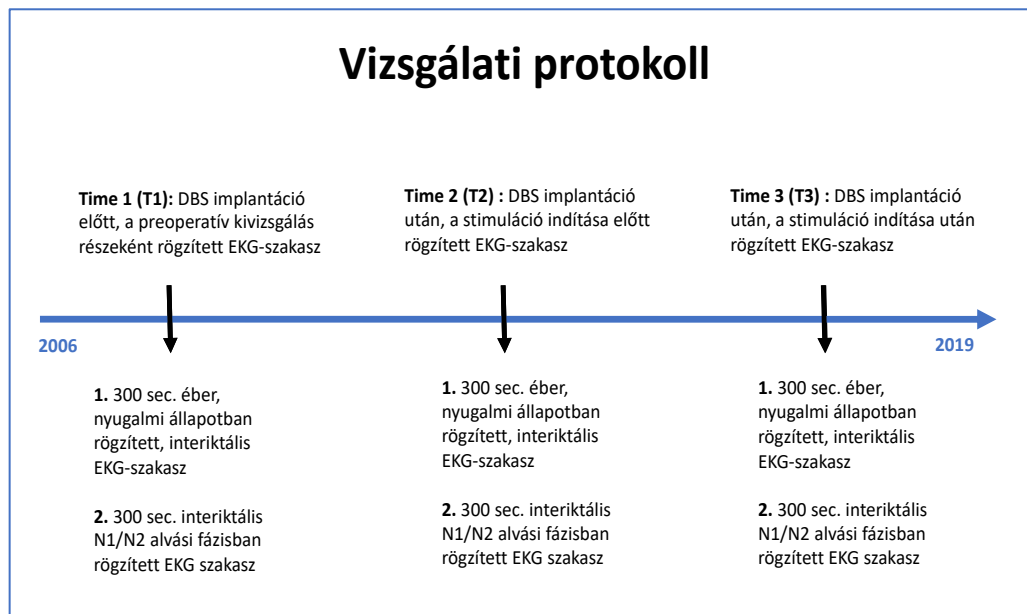 Vizsgálati protokoll
Time 1 (T1): DBS implantáció
előtt, a preoperatív kivizsgálás
részeként rögzített EKG-szakasz
Time 2 (T2) : DBS implantáció
után, a stimuláció indítása előtt
rögzített EKG-szakasz
Time 3 (T3) : DBS implantáció
után, a stimuláció indítása után
rögzített EKG-szakasz
2006
2019
1. 300 sec. éber,
nyugalmi állapotban
rögzített, interiktális
EKG-szakasz
2. 300 sec. interiktális
N1/N2 alvási fázisban
rögzített EKG szakasz
1. 300 sec. éber,
nyugalmi állapotban
rögzített, interiktális
EKG-szakasz
2. 300 sec. interiktális
N1/N2 alvási fázisban
rögzített EKG szakasz
1. 300 sec. éber,
nyugalmi állapotban
rögzített, interiktális
EKG-szakasz
2. 300 sec. interiktális
N1/N2 alvási fázisban
rögzített EKG szakasz